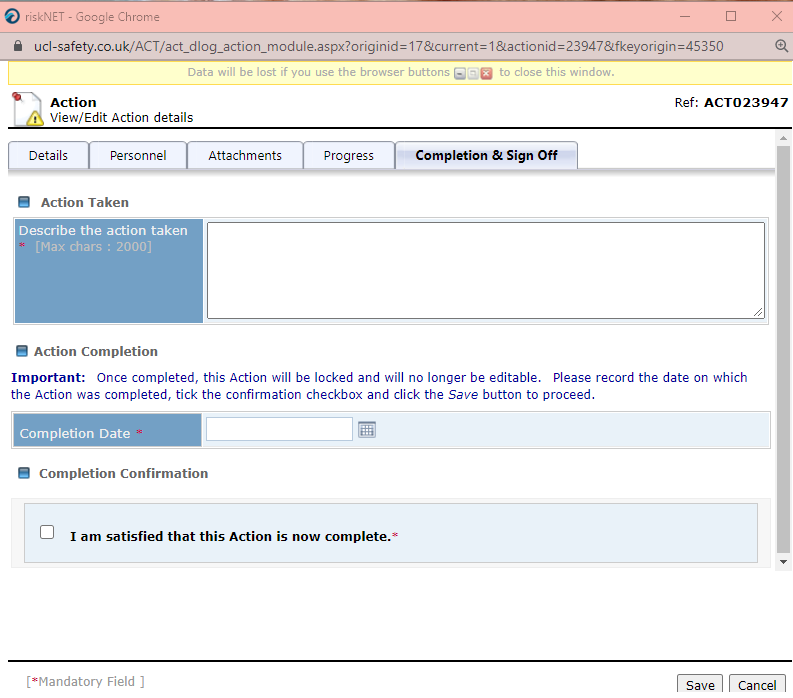 riskNET - Google Chrome
ucl-safety.co.uk/ACT/act_dlog_action_module.aspx?originid=17&current=1&actionid=23947&fkeyorigin=45350
Data will be lost if you use the browser buttons to close this window.
Action
Ref: ACT023947
View/Edit Action details
Details Personnel Attachments Progress Completion & Sign Off
Action Taken
Describe the action taken
* [Max chars : 2000]
Action Completion
Important: Once completed, this Action will be locked and will no longer be editable. Please record the date on which
the Action was completed, tick the confirmation checkbox and click the Save button to proceed.
Completion Date *
Completion Confirmation
I am satisfied that this Action is now complete.*
[*Mandatory Field ]
Save Cancel